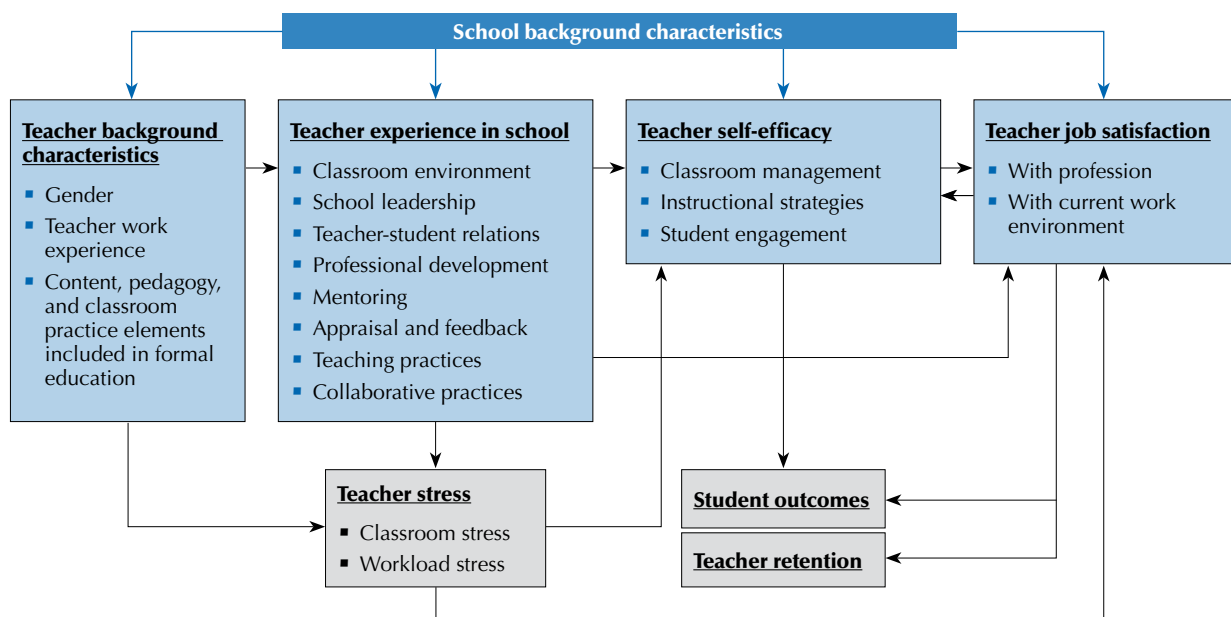 School background characteristics
Teacher background
characteristics
Gender
Teacher work
experience
Content, pedagogy,
and classroom
practice elements
included in formal
education
Teacher experience in school
Classroom environment
School leadership
Teacher-student relations
Professional development
Mentoring
Appraisal and feedback
Teaching practices
Collaborative practices
Teacher self-efficacy
Classroom management
Instructional strategies
Student engagement
Teacher job satisfaction
With profession
With current work
environment
Teacher stress
Classroom stress
Workload stress
Student outcomes
Teacher retention